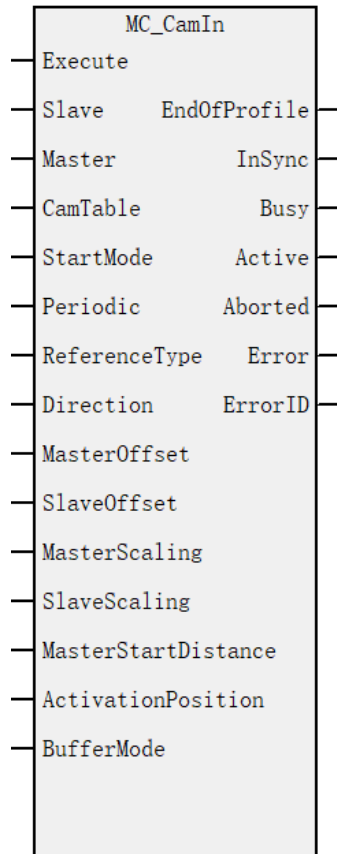 MC_CamIn
Execute
Slave EndOfProfile
Master InSync
CamTable Busy
StartMode Active
Periodic Aborted
ReferenceType Error
Direction ErrorID
MasterOffset
SlaveOffset
MasterScaling
SlaveScaling
MasterStartDistance
ActivationPosition
BufferMode